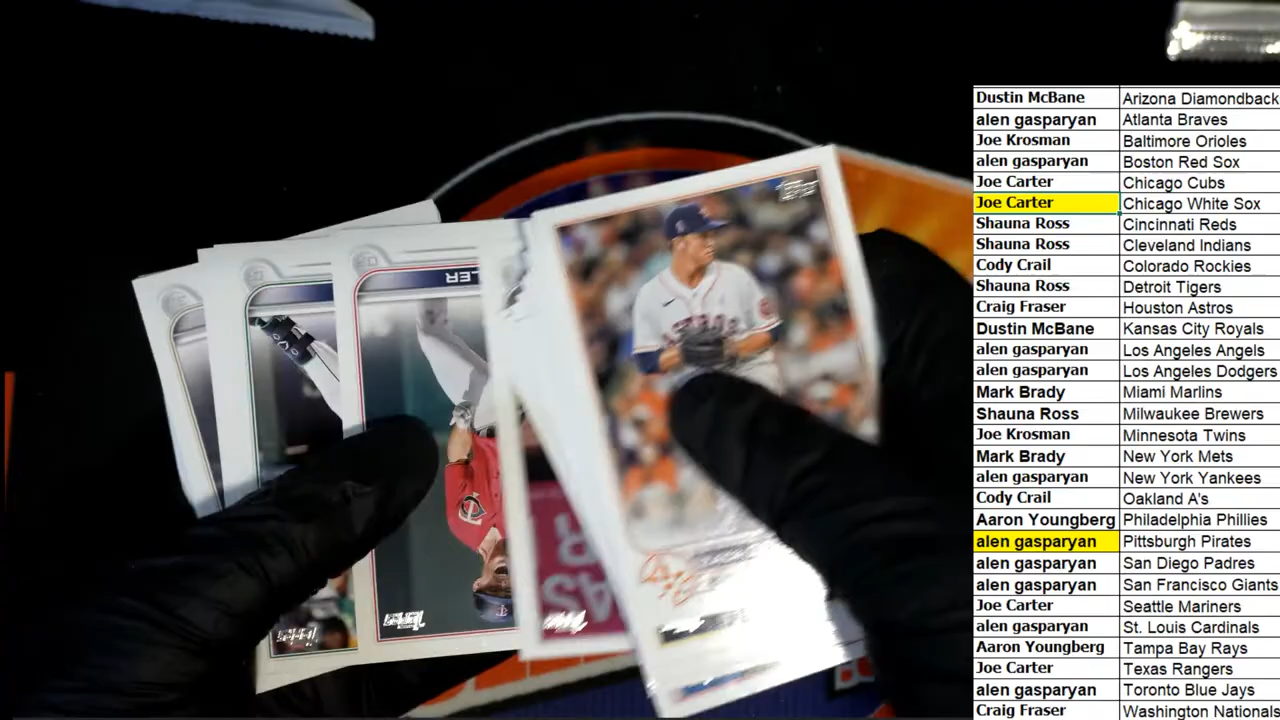 Dustin McBane Arizona Diamondback
alen gasparyan Atlanta Braves
Joe Krosman Baltimore Orioles
alen gasparyan Boston Red Sox
Joe Carter Chicago Cubs
Joe Carter Chicago White Sox
Shauna Ross Cincinnati Reds
Shauna Ross Cleveland Indians
Cody Crail Colorado Rockies
Shauna Ross Detroit Tigers
Craig Fraser Houston Astros
Dustin McBane Kansas City Royals
alen gasparyan Los Angeles Angels
alen gasparyan Los Angeles Dodgers
Mark Brady Miami Marlins
Shauna Ross Milwaukee Brewers
Joe Krosman Minnesota Twins
Mark Brady New York Mets
alen gasparyan New York Yankees
Cody Crail Oakland A's
Aaron Youngberg Philadelphia Phillies
alen gasparyan Pittsburgh Pirates
alen gasparyan San Diego Padres
alen gasparyan San Francisco Giants
Joe Carter Seattle Mariners
alen gasparyan St. Louis Cardinals
Aaron Youngberg Tampa Bay Rays
Joe Carter Texas Rangers
alen gasparyan Toronto Blue Jays
Craig Fraser Washington Nationals
Topps
LER
ASTROS
Topps